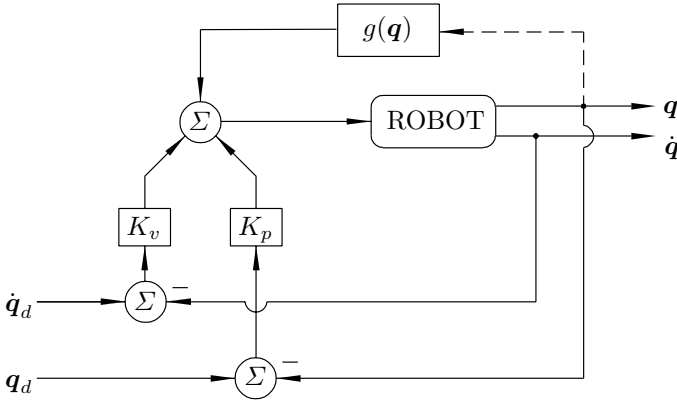 g(q)
q
Σ
ROBOT
q̇
K_v
K_p
q̇_d
Σ
−
q_d
Σ
−